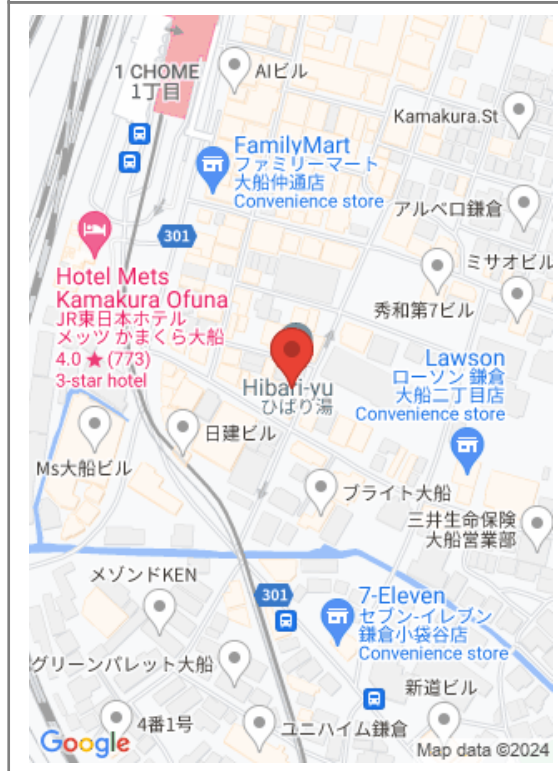 1 CHOME
1丁目
AIビル
Kamakura.St
FamilyMart
ファミリーマート
大船仲通店
Convenience store
アルベロ鎌倉
301
ミサオビル
Hotel Mets
Kamakura Ofuna
JR東日本ホテル
メッツ かまくら大船
4.0 ★ (773)
3-star hotel
秀和第7ビル
Hibari-yu
ひばり湯
Lawson
ローソン 鎌倉
大船二丁目店
Convenience store
日建ビル
Ms大船ビル
ブライト大船
三井生命保険
大船営業部
メゾンドKEN
301
7-Eleven
セブン-イレブン
鎌倉小袋谷店
Convenience store
グリーンパレット大船
新道ビル
4番1号
ユニハイム鎌倉
Google
Map data ©2024